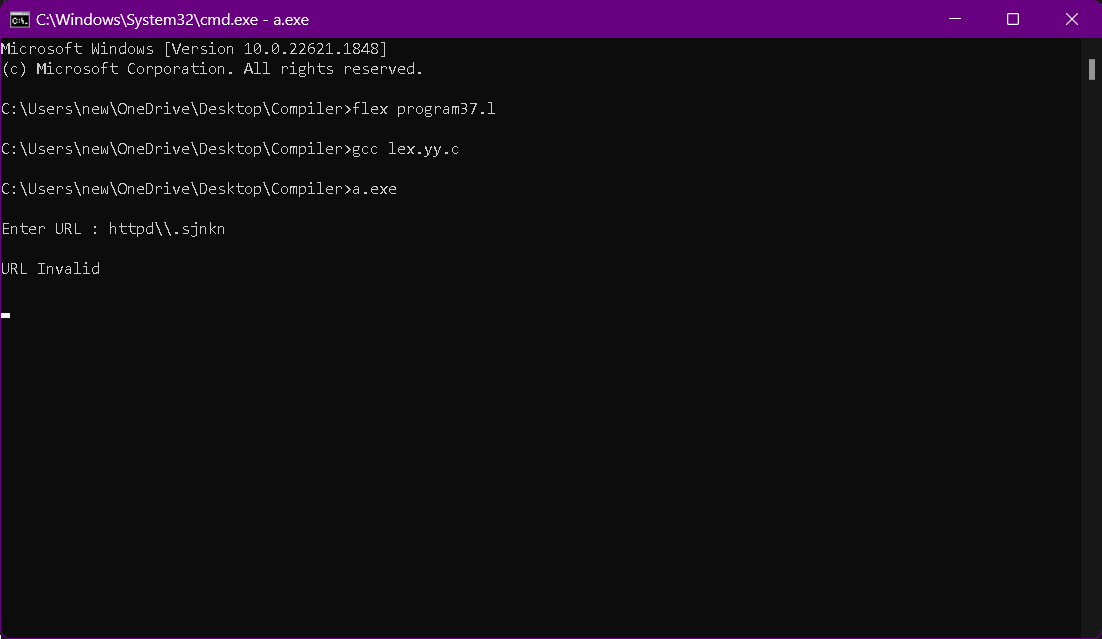 C:\Windows\System32\cmd.exe - a.exe
Microsoft Windows [Version 10.0.22621.1848]
(c) Microsoft Corporation. All rights reserved.
C:\Users\new\OneDrive\Desktop\Compiler>flex program37.l
C:\Users\new\OneDrive\Desktop\Compiler>gcc lex.yy.c
C:\Users\new\OneDrive\Desktop\Compiler>a.exe
Enter URL : httpd\\.sjnkn
URL Invalid